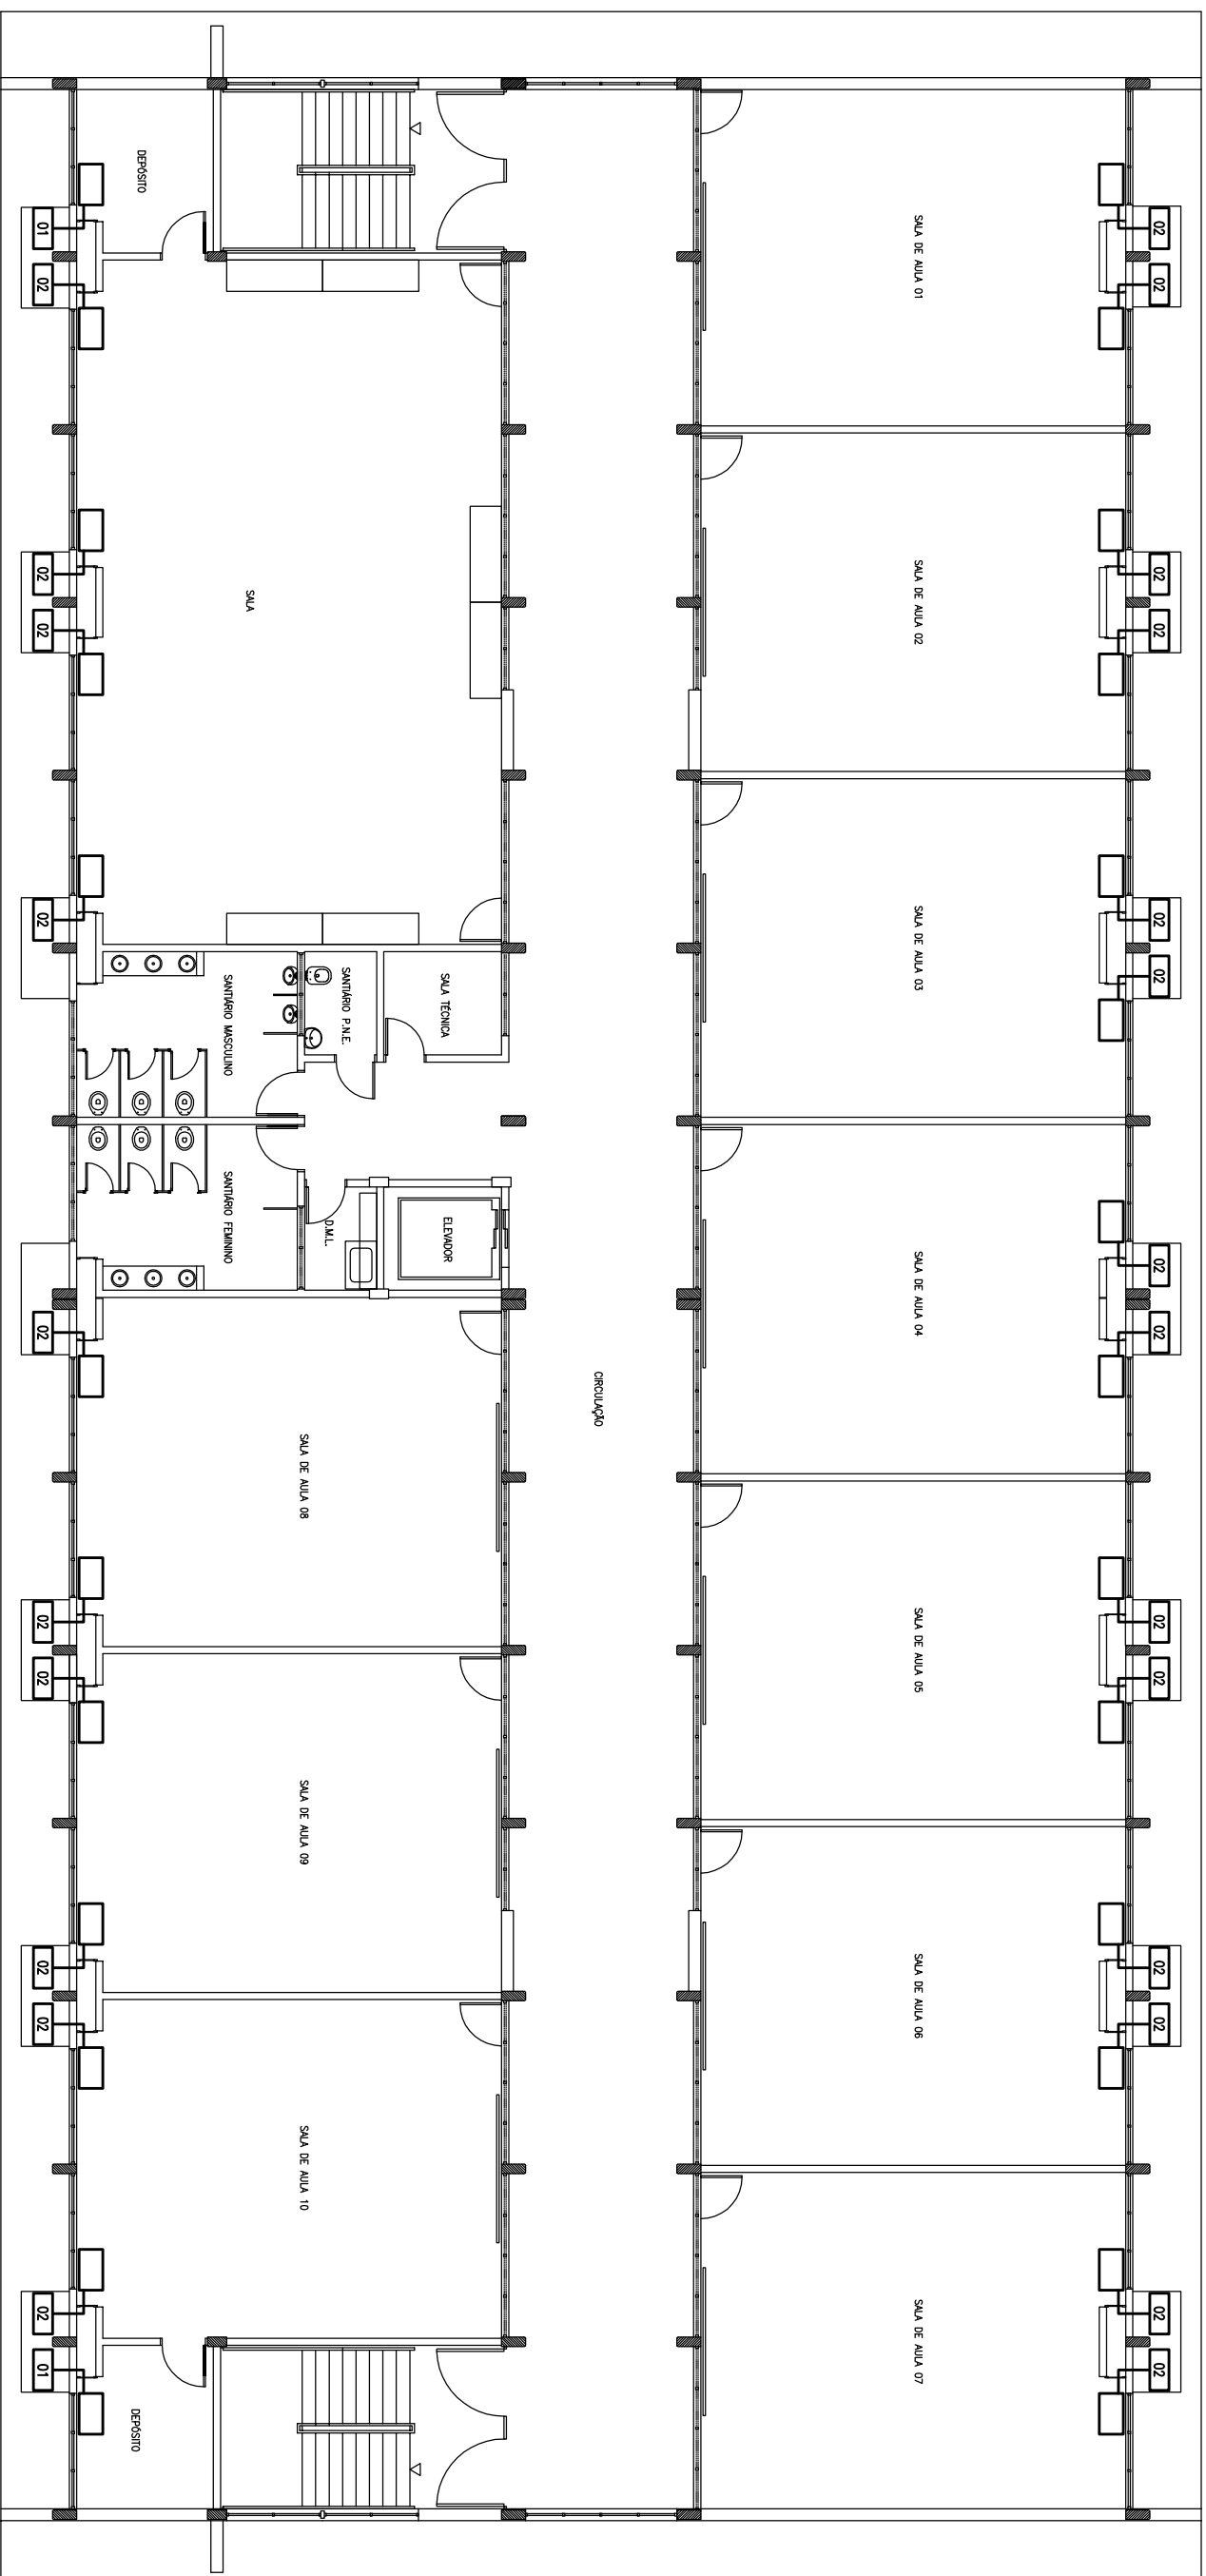 02 02 02 02 02 02 02 02 02 02 02 02 02 02
SALA DE AULA 01
SALA DE AULA 02
SALA DE AULA 03
SALA DE AULA 04
SALA DE AULA 05
SALA DE AULA 06
SALA DE AULA 07
CIRCULAÇÃO
SALA TÉCNICA
ELEVADOR
SANTIÁRIO P.N.E.
D.M.L.
SALA DE AULA 08
SALA DE AULA 09
SALA DE AULA 10
SALA
SANTIÁRIO MASCULINO
SANTIÁRIO FEMININO
DEPÓSITO
DEPÓSITO
01 02 02 02 02 02 02 02 02 02 02 01